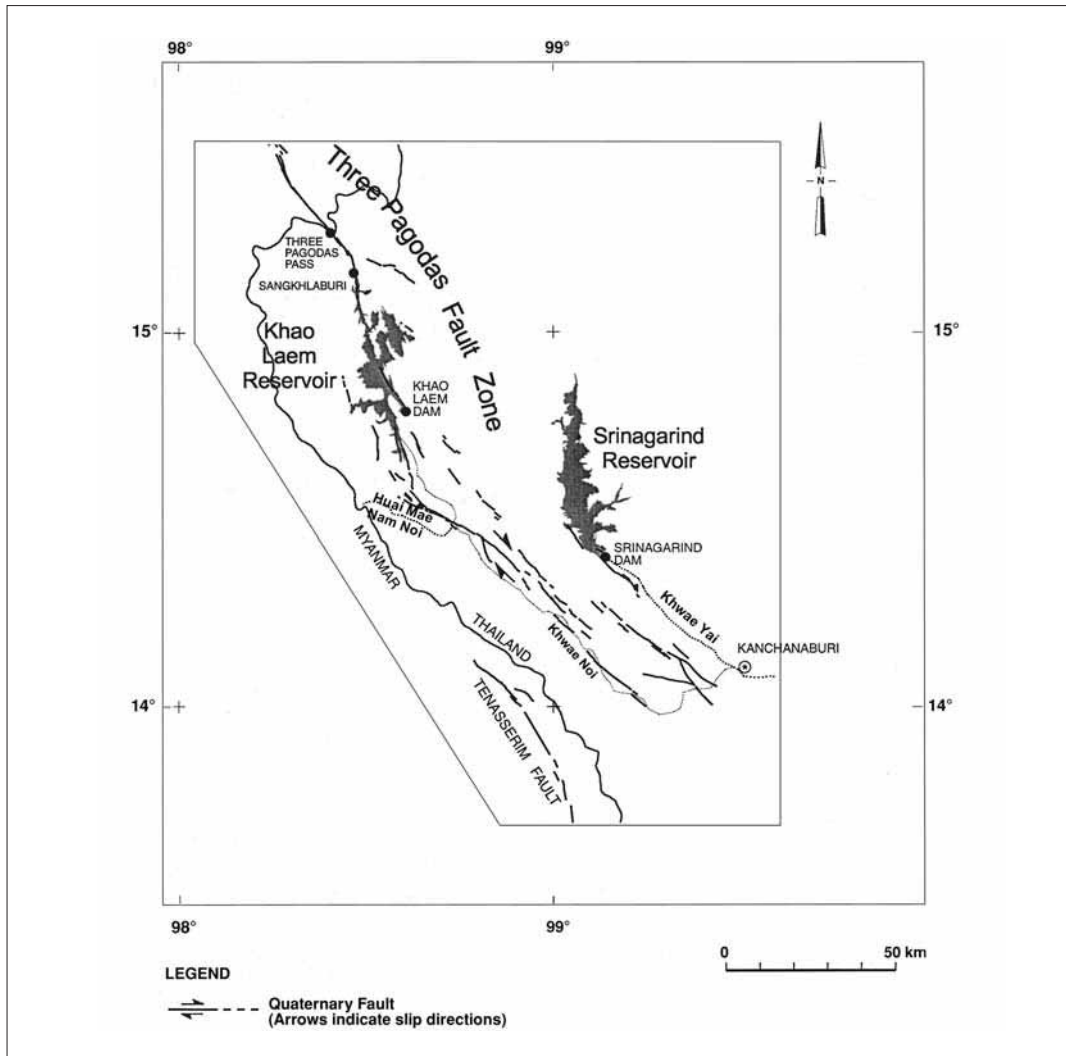 98°
99°
Three Pagodas Fault Zone
N
THREE
PAGODAS
PASS
SANGKHLABURI
15°
15°
Khao
Laem
Reservoir
KHAO
LAEM
DAM
Srinagarind
Reservoir
Huai Mae
Nam Noi
MYANMAR
THAILAND
SRINAGARIND
DAM
Khwae Yai
Khwae Noi
KANCHANABURI
14°
14°
TENASSERIM FAULT
98°
99°
0 50 km
LEGEND
Quaternary Fault
(Arrows indicate slip directions)